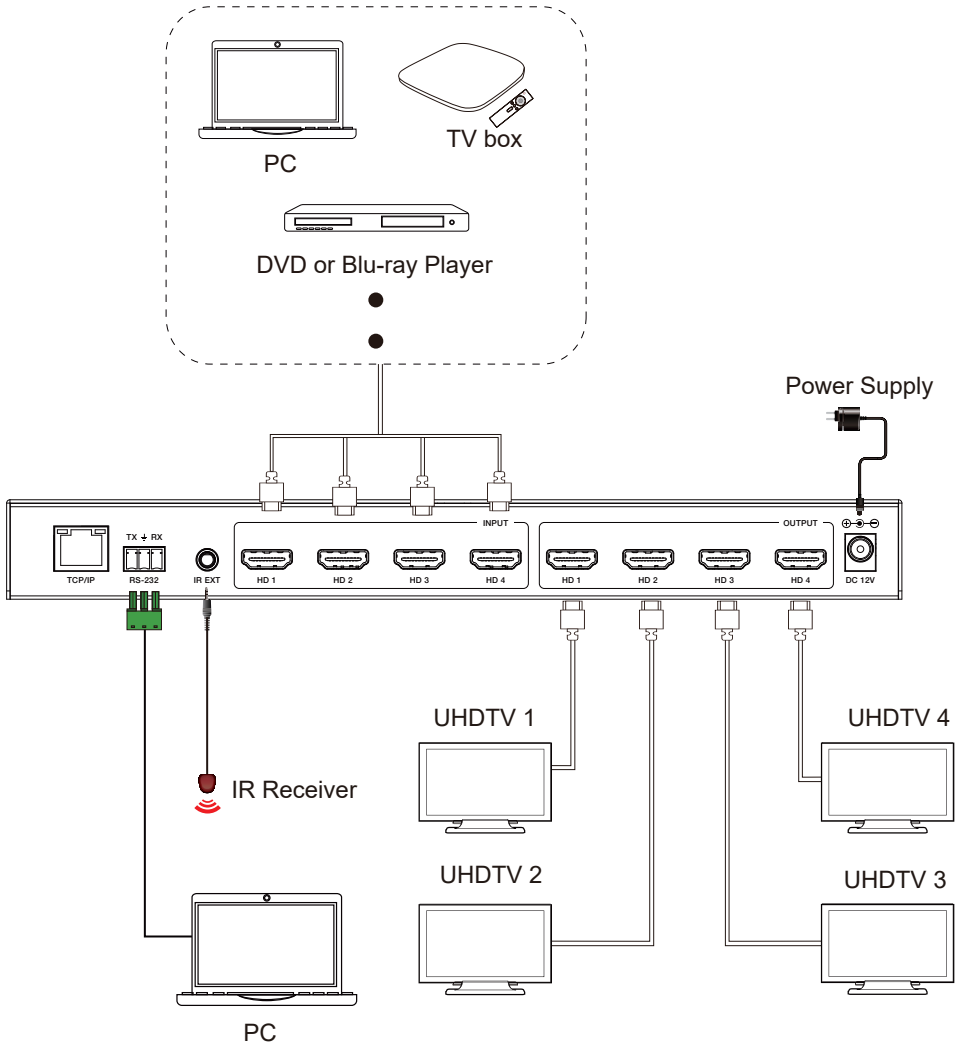 PC
TV box
DVD or Blu-ray Player
Power Supply
INPUT
OUTPUT
TX RX
TCP/IP
RS-232
IR EXT
HD 1
HD 2
HD 3
HD 4
HD 1
HD 2
HD 3
HD 4
DC 12V
UHDTV 1
UHDTV 4
IR Receiver
UHDTV 2
UHDTV 3
PC